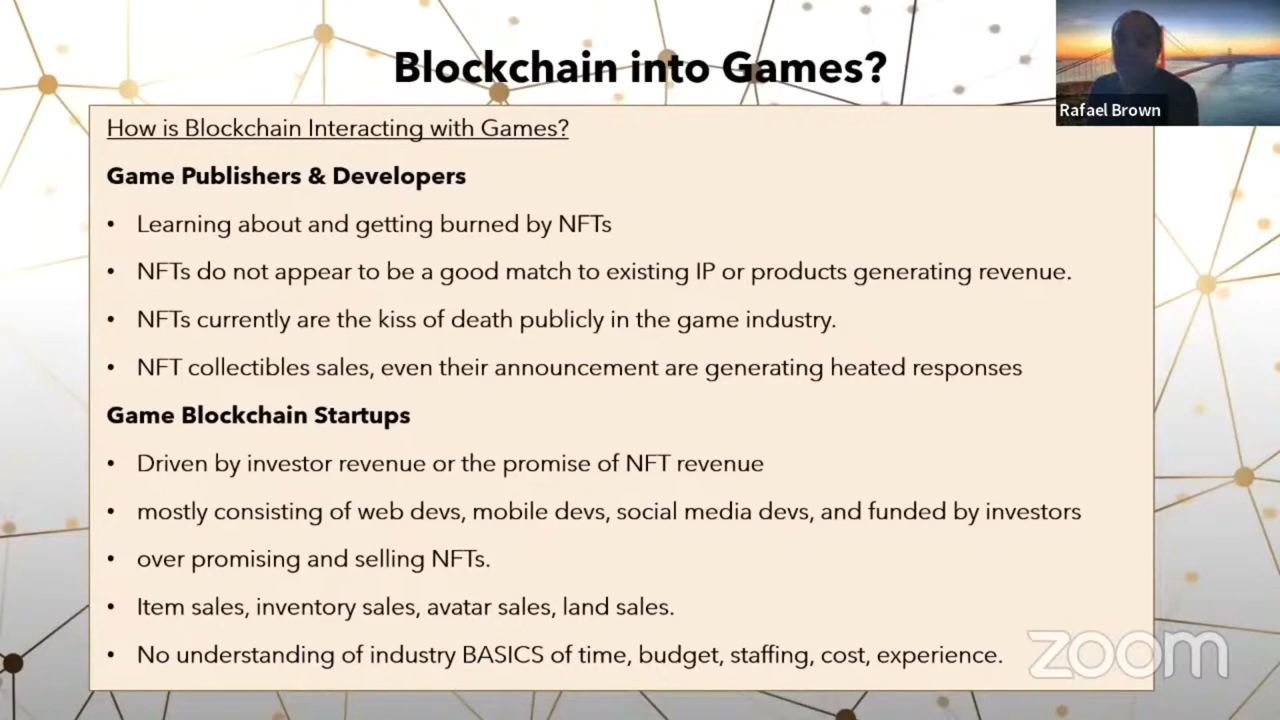 Blockchain into Games?
Rafael Brown
How is Blockchain Interacting with Games?
Game Publishers & Developers
• Learning about and getting burned by NFTs
• NFTs do not appear to be a good match to existing IP or products generating revenue.
• NFTs currently are the kiss of death publicly in the game industry.
• NFT collectibles sales, even their announcement are generating heated responses
Game Blockchain Startups
• Driven by investor revenue or the promise of NFT revenue
• mostly consisting of web devs, mobile devs, social media devs, and funded by investors
• over promising and selling NFTs.
• Item sales, inventory sales, avatar sales, land sales.
• No understanding of industry BASICS of time, budget, staffing, cost, experience.
zoom